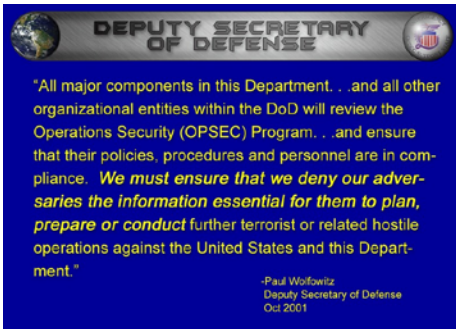 DEPUTY SECRETARY
OF DEFENSE
“All major components in this Department. . .and all other
organizational entities within the DoD will review the
Operations Security (OPSEC) Program. . .and ensure
that their policies, procedures and personnel are in com-
pliance.  We must ensure that we deny our adver-
saries the information essential for them to plan,
prepare or conduct further terrorist or related hostile
operations against the United States and this Depart-
ment.”
-Paul Wolfowitz
Deputy Secretary of Defense
Oct 2001